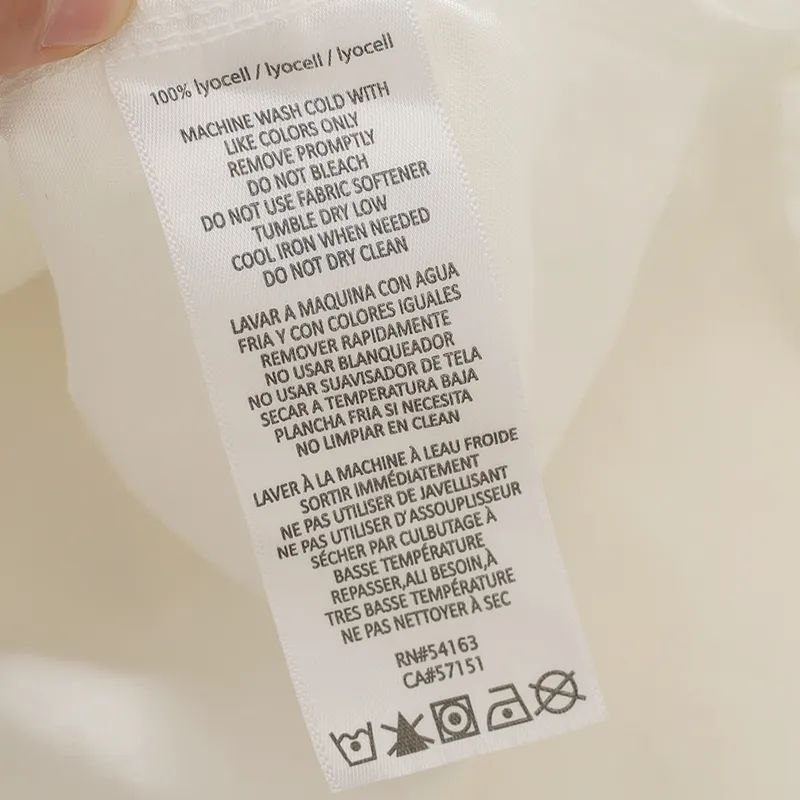 100% lyocell / lyocell / lyocell
MACHINE WASH COLD WITH
LIKE COLORS ONLY
REMOVE PROMPTLY
DO NOT BLEACH
DO NOT USE FABRIC SOFTENER
TUMBLE DRY LOW
COOL IRON WHEN NEEDED
DO NOT DRY CLEAN
LAVAR A MAQUINA CON AGUA
FRIA Y CON COLORES IGUALES
REMOVER RAPIDAMENTE
NO USAR BLANQUEADOR
NO USAR SUAVISADOR DE TELA
SECAR A TEMPERATURA BAJA
PLANCHA FRIA SI NECESITA
NO LIMPIAR EN CLEAN
LAVER À LA MACHINE À LEAU FROIDE
SORTIR IMMÉDIATEMENT
NE PAS UTILISER DE JAVELLISANT
NE PAS UTILISER D'ASSOUPLISSEUR
SÉCHER PAR CULBUTAGE À
BASSE TEMPÉRATURE
REPASSER,ALI BESOIN,À
TRES BASSE TEMPÉRATURE
NE PAS NETTOYER À SEC
RN#54163
CA#57151